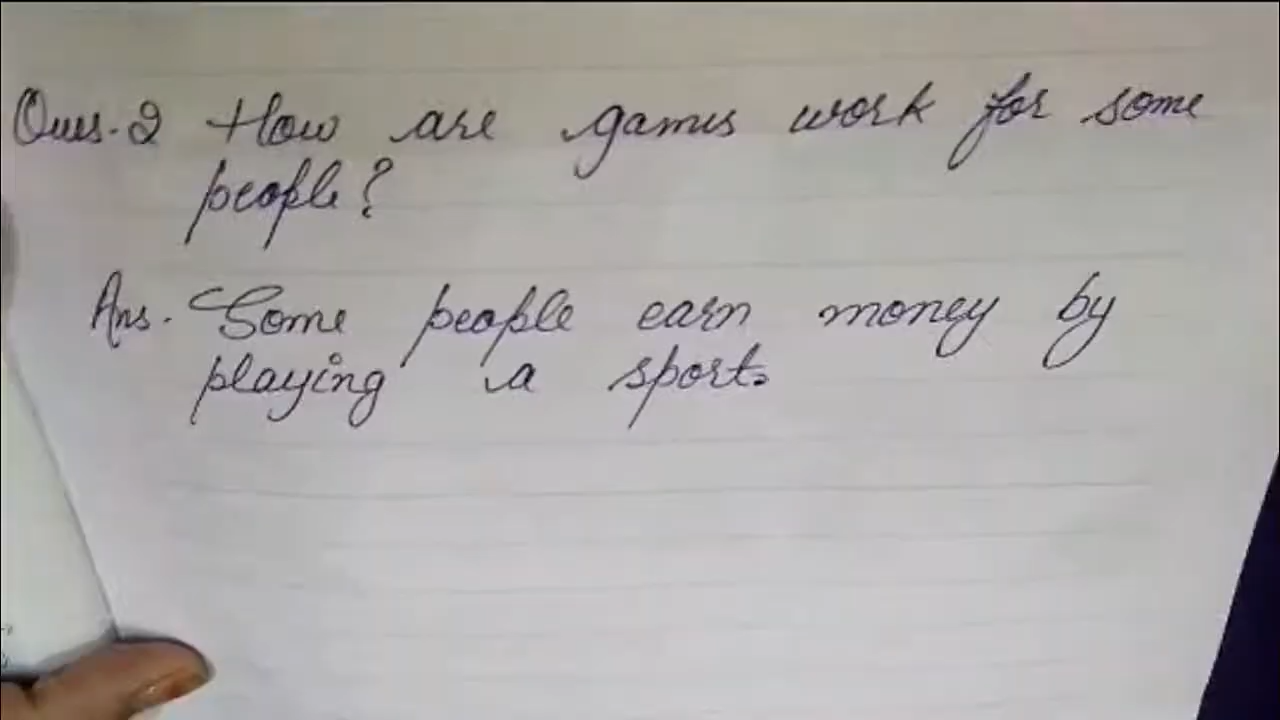 Ques.2 How are games work for some
people?
Ans. Some people earn money by
playing a sport.